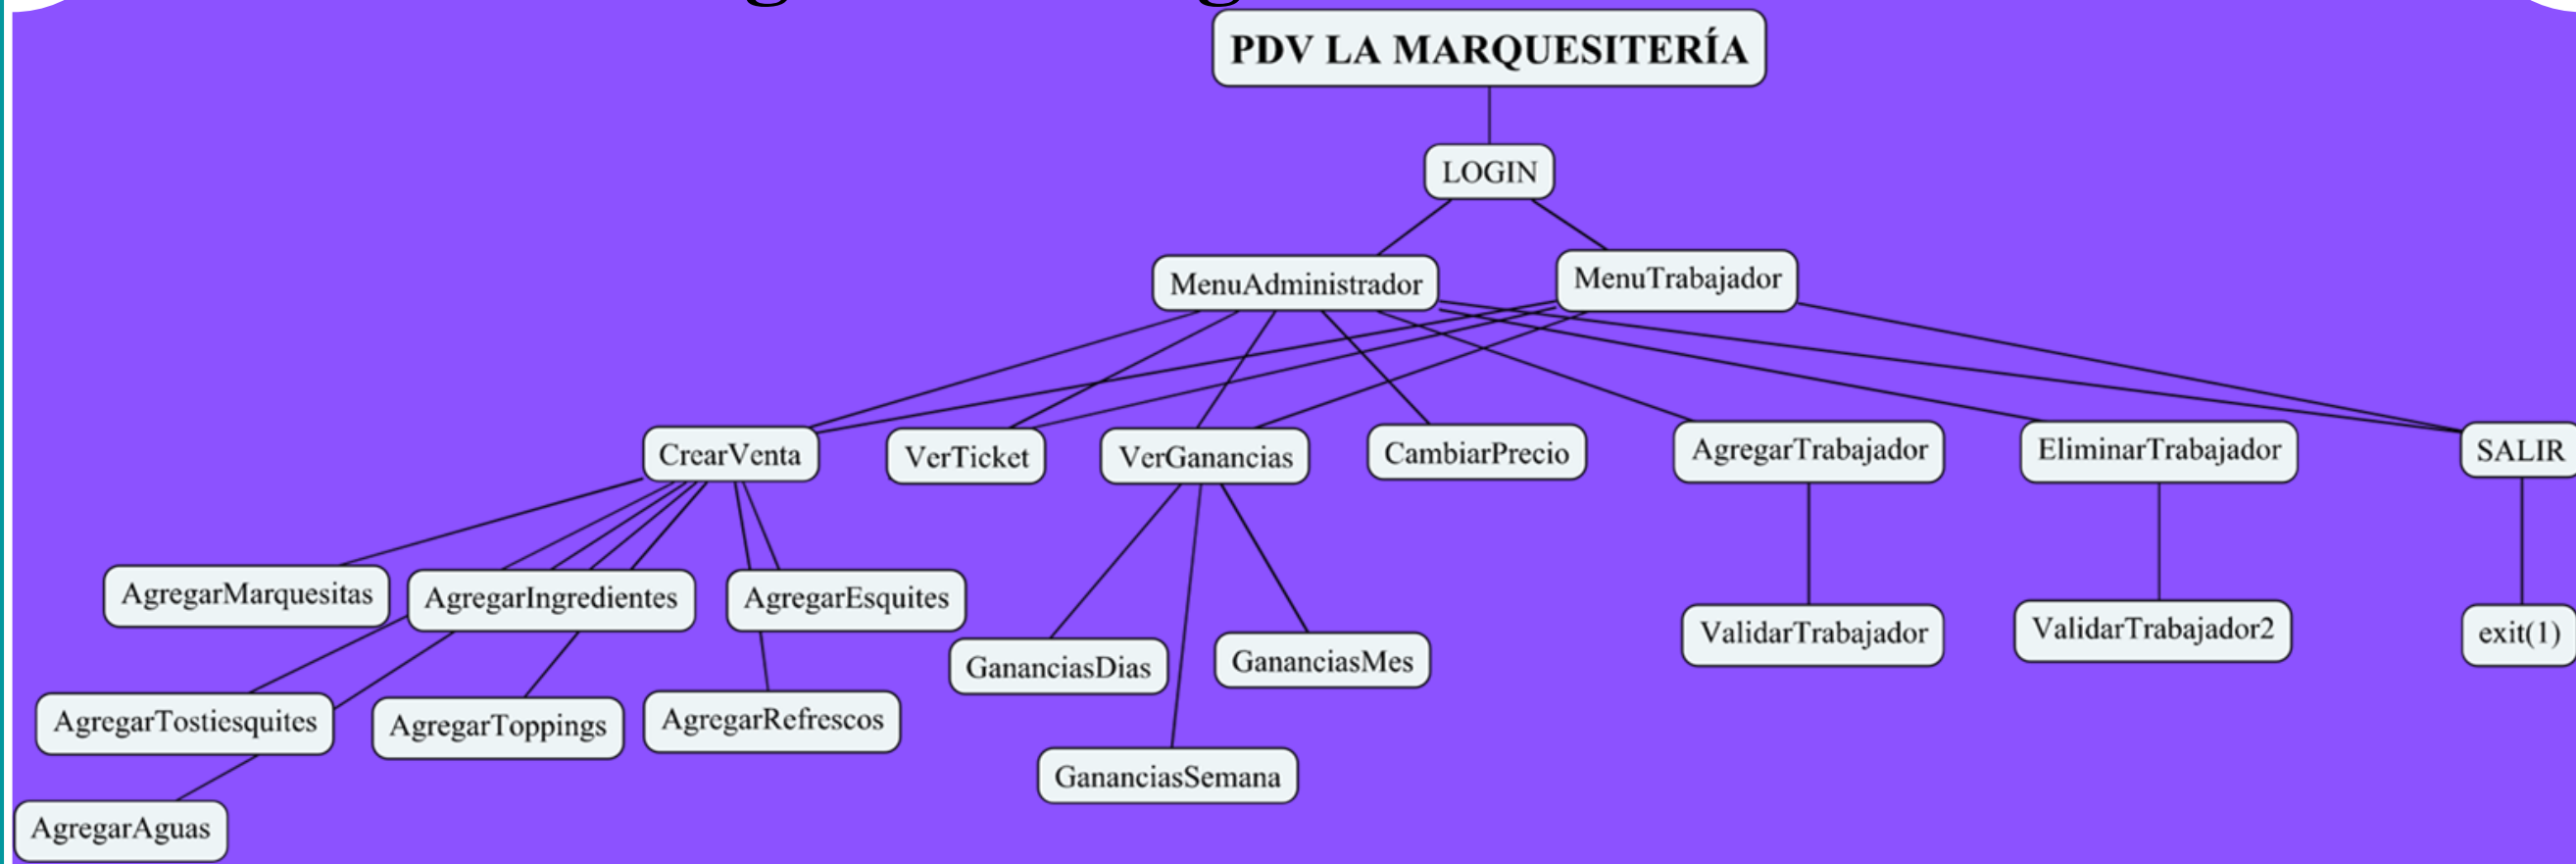 PDV LA MARQUESITERÍA
LOGIN
MenuAdministrador
MenuTrabajador
CrearVenta
VerTicket
VerGanancias
CambiarPrecio
AgregarTrabajador
EliminarTrabajador
SALIR
AgregarMarquesitas
AgregarIngredientes
AgregarEsquites
GananciasDias
GananciasMes
ValidarTrabajador
ValidarTrabajador2
exit(1)
AgregarTostiesquites
AgregarToppings
AgregarRefrescos
GananciasSemana
AgregarAguas